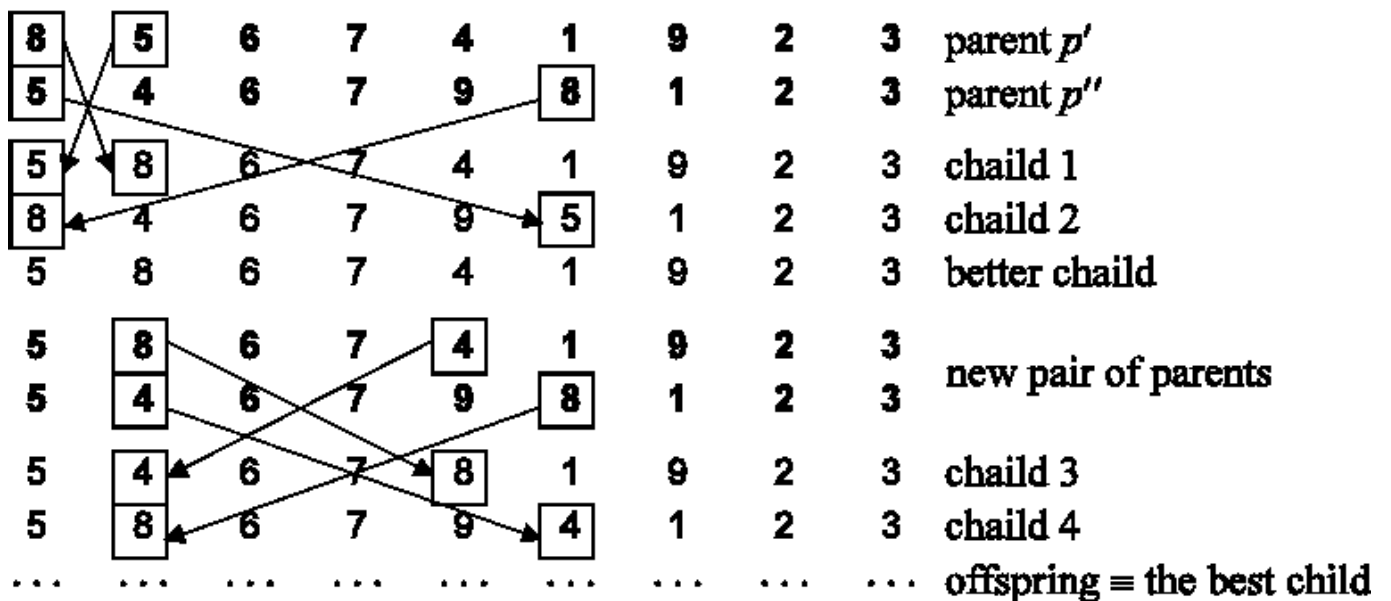 8 5 6 7 4 1 9 2 3 parent p′
5 4 6 7 9 8 1 2 3 parent p″
5 8 6 7 4 1 9 2 3 chaild 1
8 4 6 7 9 5 1 2 3 chaild 2
5 8 6 7 4 1 9 2 3 better chaild
5 8 6 7 4 1 9 2 3
new pair of parents
5 4 6 7 9 8 1 2 3
5 4 6 7 8 1 9 2 3 chaild 3
5 8 6 7 9 4 1 2 3 chaild 4
... ... ... ... ... ... ... ... ... offspring ≡ the best child